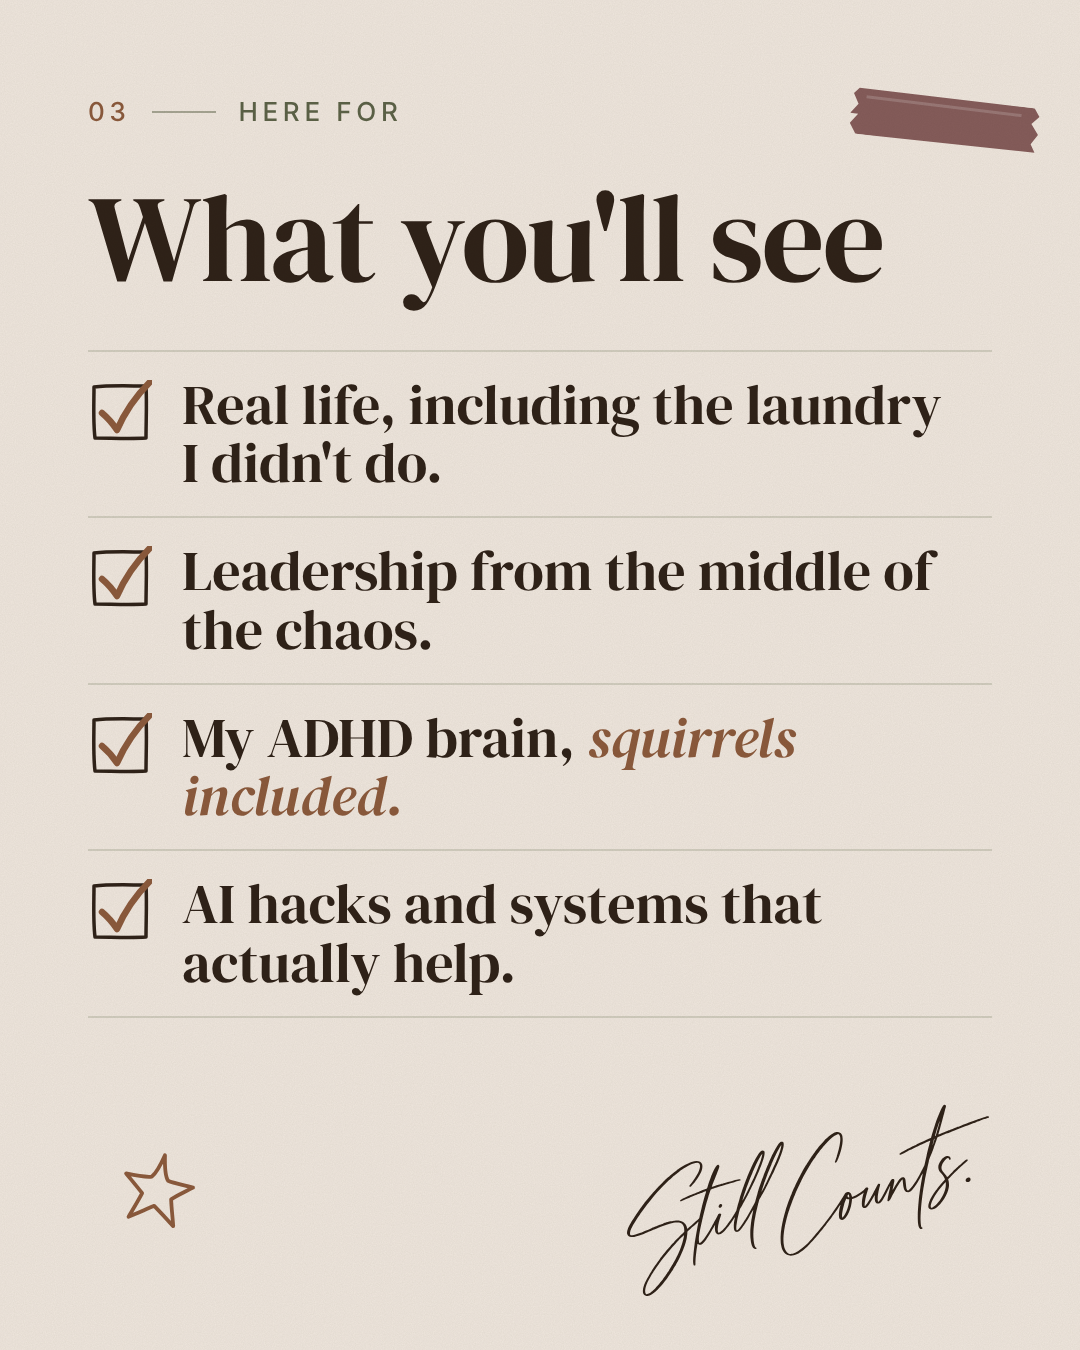 03 HERE FOR
What you'll see
Real life, including the laundry
I didn't do.
Leadership from the middle of
the chaos.
My ADHD brain, squirrels
included.
AI hacks and systems that
actually help.
Still Counts.